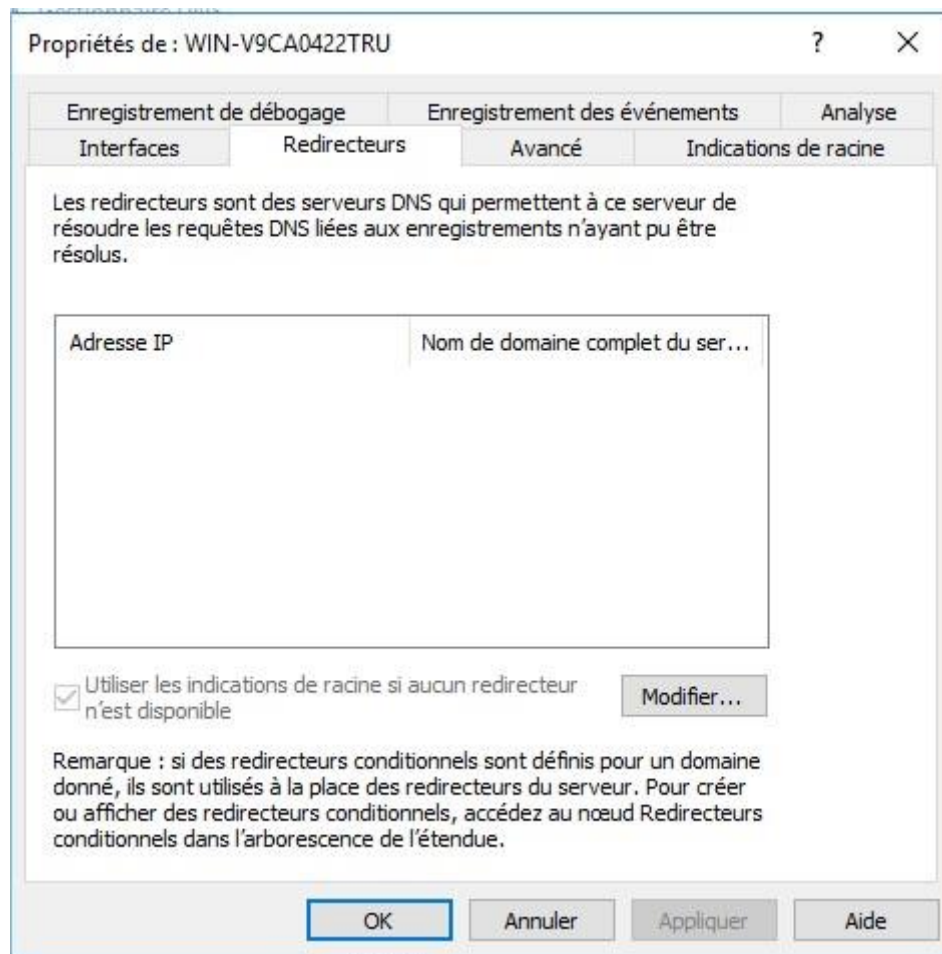 Propriétés de : WIN-V9CA0422TRU
?
Enregistrement de débogage
Enregistrement des événements
Analyse
Interfaces
Redirecteurs
Avancé
Indications de racine
Les redirecteurs sont des serveurs DNS qui permettent à ce serveur de
résoudre les requêtes DNS liées aux enregistrements n’ayant pu être
résolus.
Adresse IP
Nom de domaine complet du ser...
Utiliser les indications de racine si aucun redirecteur
n’est disponible
Modifier...
Remarque : si des redirecteurs conditionnels sont définis pour un domaine
donné, ils sont utilisés à la place des redirecteurs du serveur. Pour créer
ou afficher des redirecteurs conditionnels, accédez au nœud Redirecteurs
conditionnels dans l’arborescence de l’étendue.
OK
Annuler
Appliquer
Aide